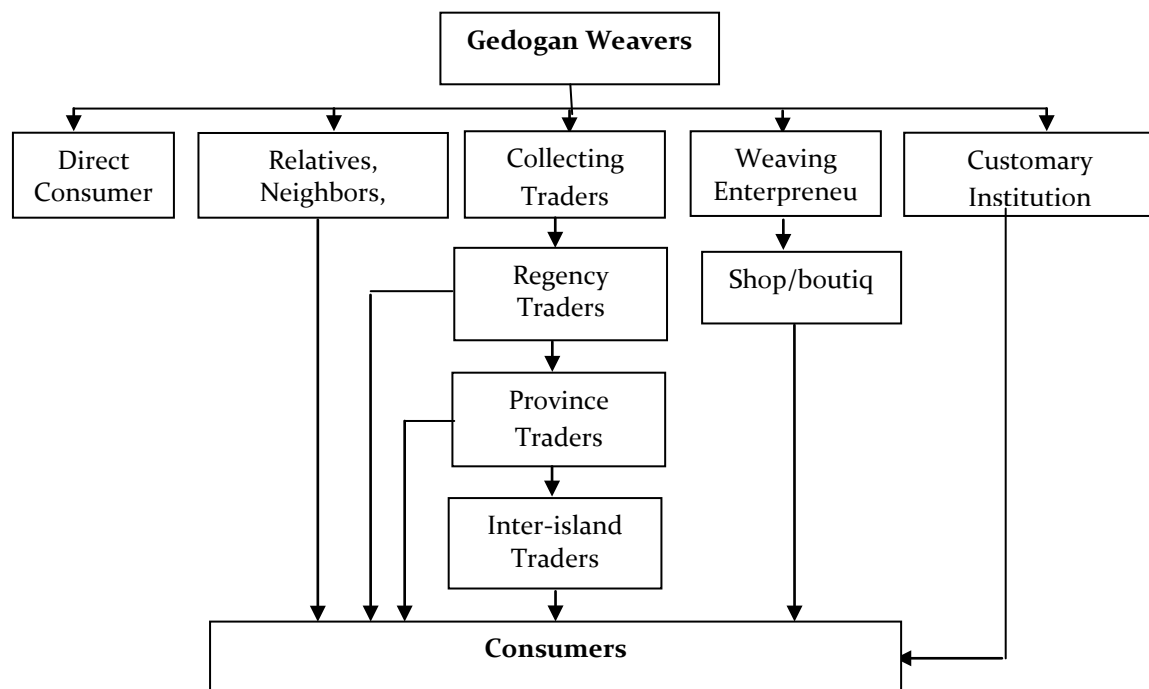 Gedogan Weavers
Direct
Consumer
Relatives,
Neighbors,
Collecting
Traders
Weaving
Enterpreneu
Customary
Institution
Regency
Traders
Shop/boutiq
Province
Traders
Inter-island
Traders
Consumers